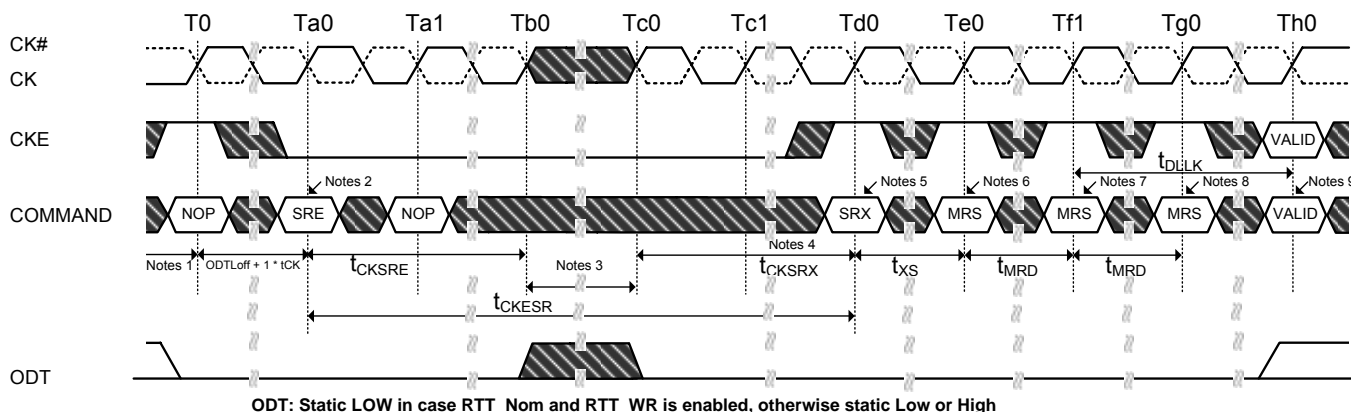 T0 Ta0 Ta1 Tb0 Tc0 Tc1 Td0 Te0 Tf1 Tg0 Th0
CK#
CK
CKE
VALID
tDLLK
Notes 2 Notes 5 Notes 6 Notes 7 Notes 8 Notes 9
COMMAND NOP SRE NOP SRX MRS MRS MRS VALID
Notes 1 ODTLoff + 1 * tCK tCKSRE Notes 3 Notes 4 tCKSRX tXS tMRD tMRD
tCKESR
ODT
ODT: Static LOW in case RTT_Nom and RTT_WR is enabled, otherwise static Low or High